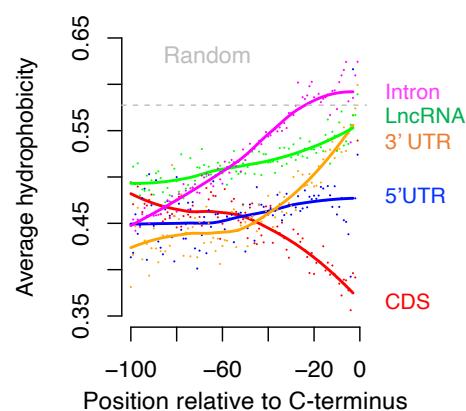 Average hydrophobicity
0.65
0.55
0.45
0.35
Random
Intron
LncRNA
3' UTR
5'UTR
CDS
−100
−60
−20
0
Position relative to C-terminus